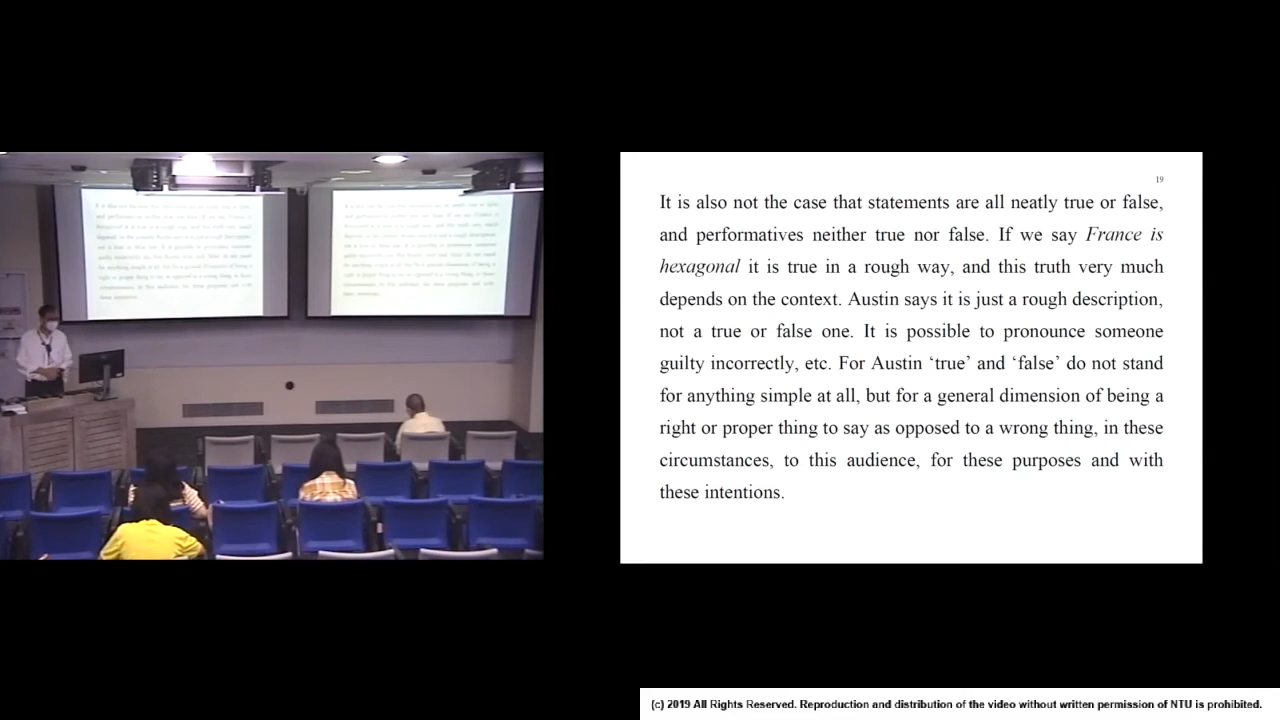 19
It is also not the case that statements are all neatly true or false,
and performatives neither true nor false. If we say France is
hexagonal it is true in a rough way, and this truth very much
depends on the context. Austin says it is just a rough description,
not a true or false one. It is possible to pronounce someone
guilty incorrectly, etc. For Austin ‘true’ and ‘false’ do not stand
for anything simple at all, but for a general dimension of being a
right or proper thing to say as opposed to a wrong thing, in these
circumstances, to this audience, for these purposes and with
these intentions.
(c) 2019 All Rights Reserved. Reproduction and distribution of the video without written permission of NTU is prohibited.